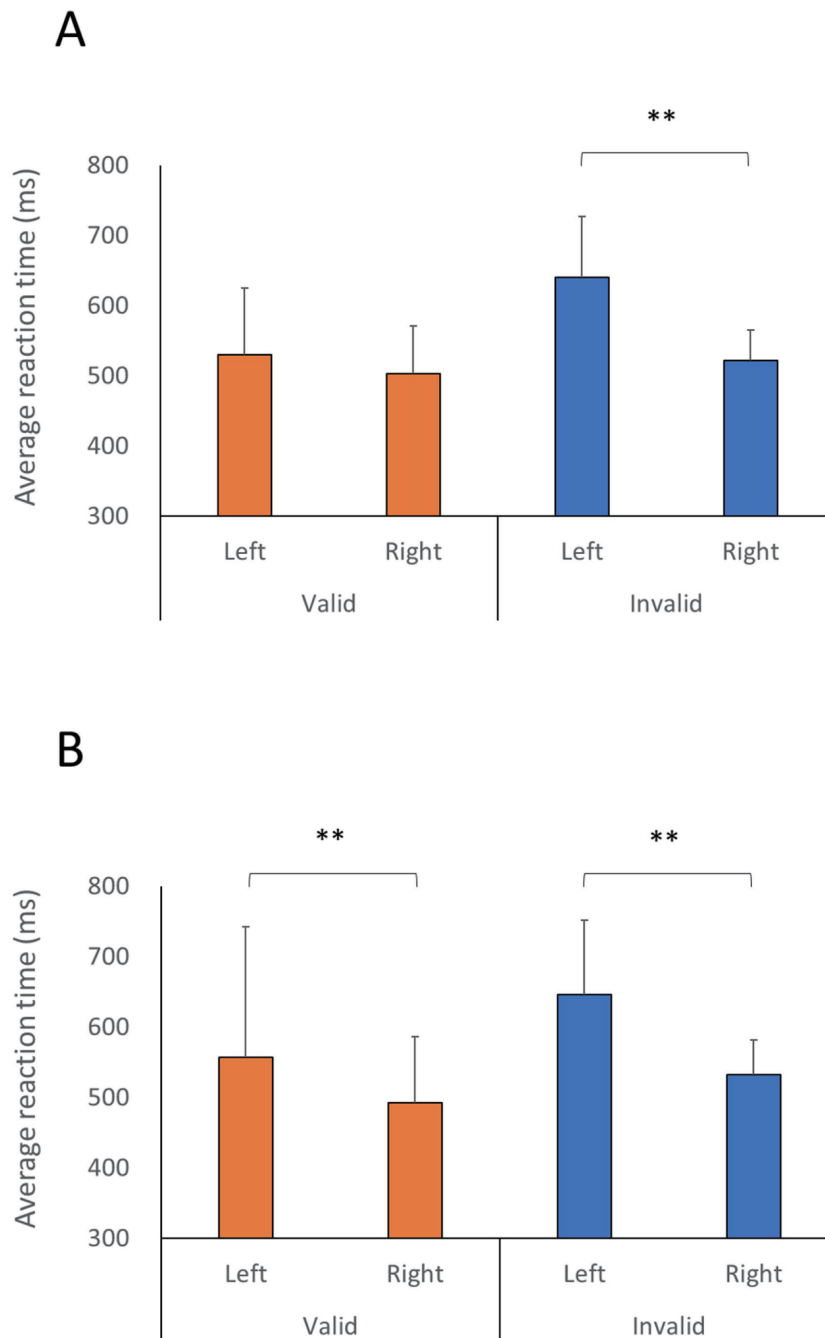 A
**
Average reaction time (ms)
800
700
600
500
400
300
Left Right Left Right
Valid Invalid
B
** **
Average reaction time (ms)
800
700
600
500
400
300
Left Right Left Right
Valid Invalid